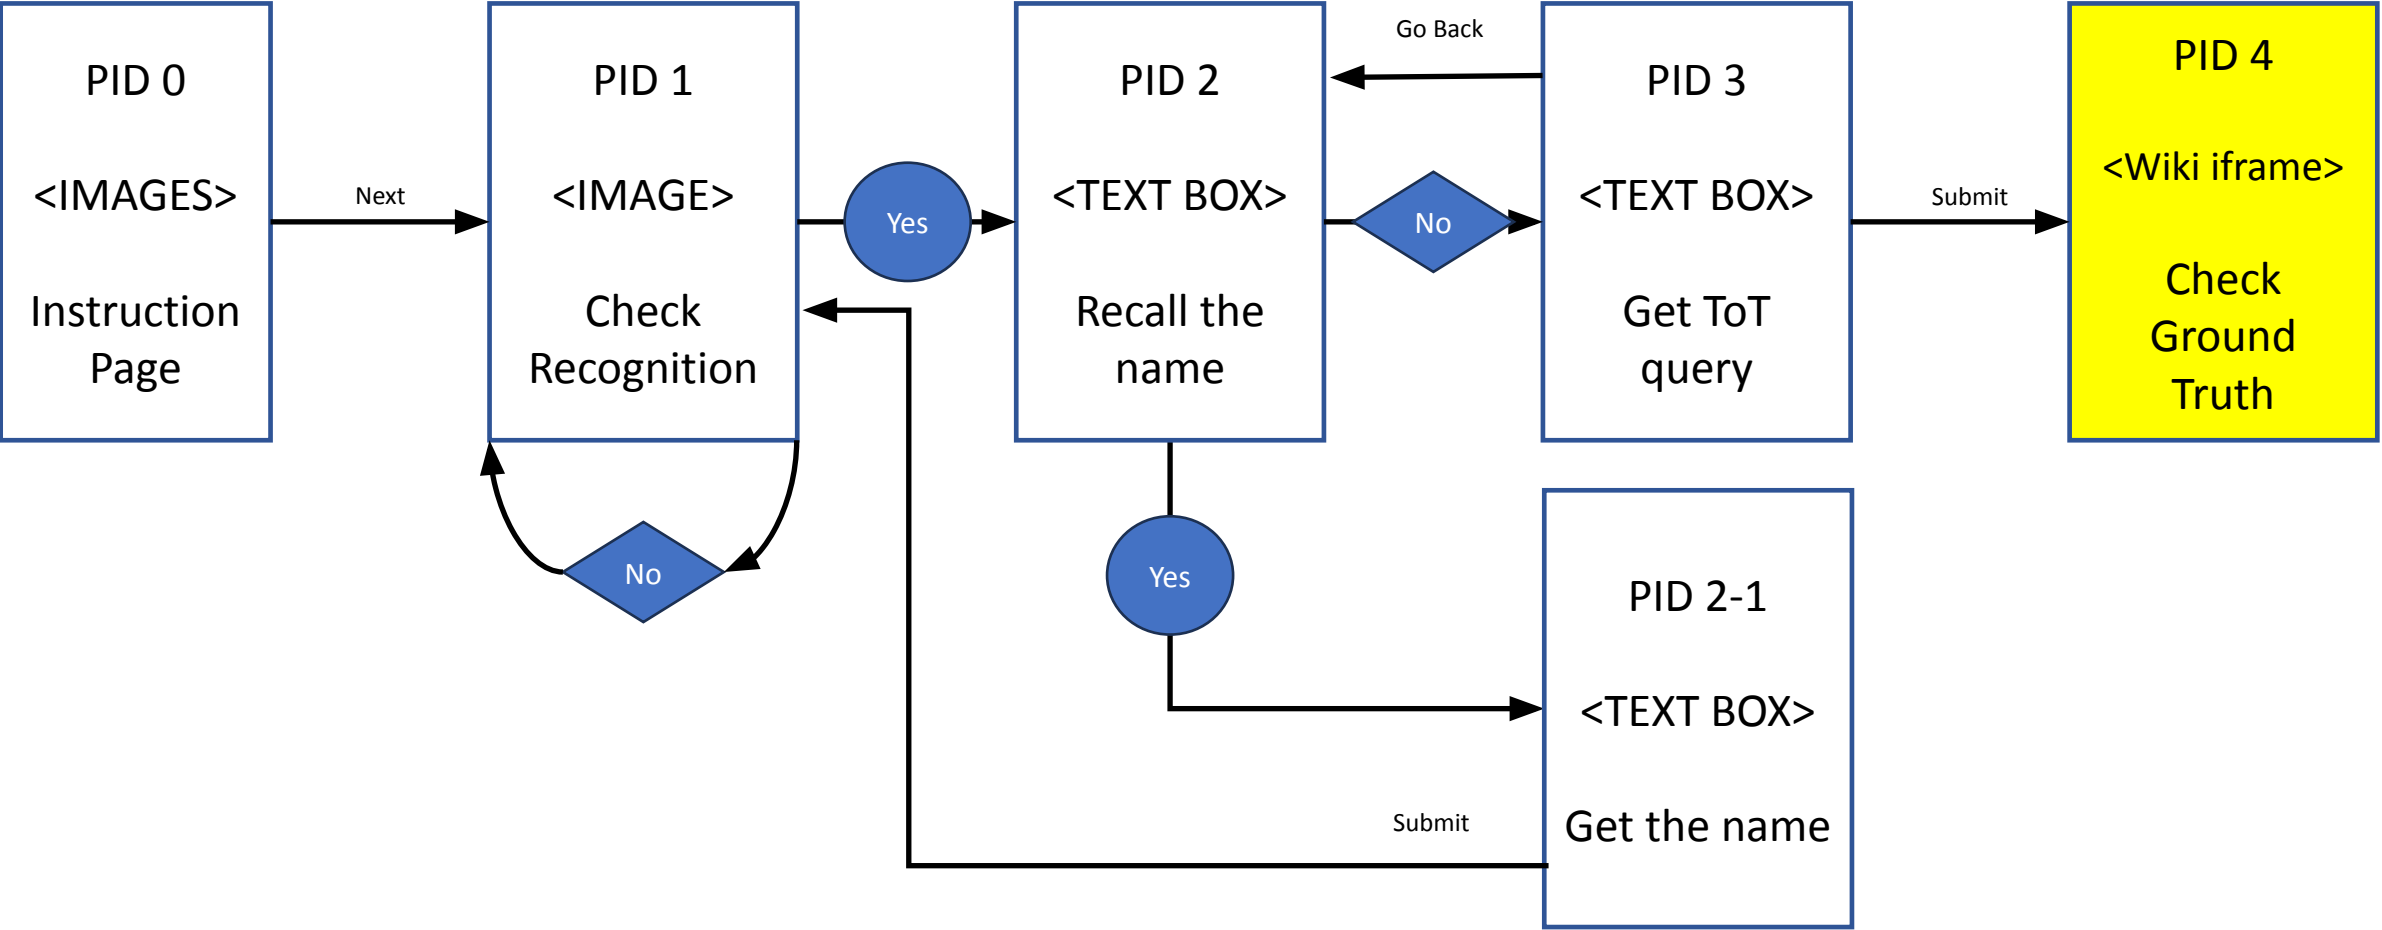 PID 0
<IMAGES>
Instruction
Page
Next
PID 1
<IMAGE>
Check
Recognition
No
Yes
PID 2
<TEXT BOX>
Recall the
name
Go Back
No
Yes
PID 3
<TEXT BOX>
Get ToT
query
Submit
PID 4
<Wiki iframe>
Check
Ground
Truth
PID 2-1
<TEXT BOX>
Get the name
Submit